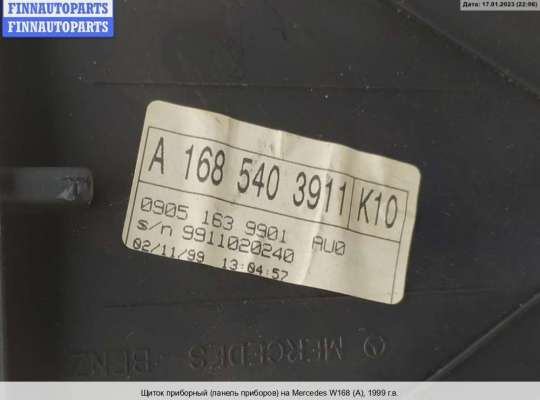 FINNAUTOPARTS
FINNAUTOPARTS
Дата: 17.01.2023 (22:06)
A 168 540 3911 K10
0905 163 9901 AU0
s/n 9911020240
02/11/99 13:04:57
MERCEDES
-BENZ
Щиток приборный (панель приборов) на Mercedes W168 (A), 1999 г.в.